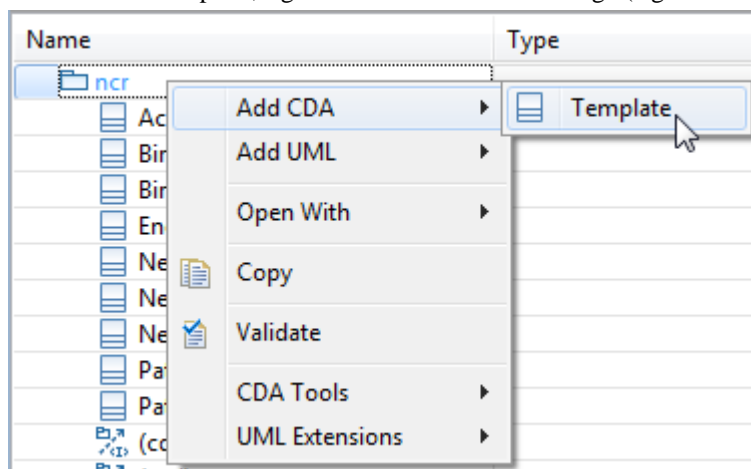 Name Type
ncr
Add CDA Template
Ac
Add UML
Bir
Bir
Open With
En
Ne
Copy
Ne
Ne
Validate
Pa
CDA Tools
Pa
UML Extensions
(co